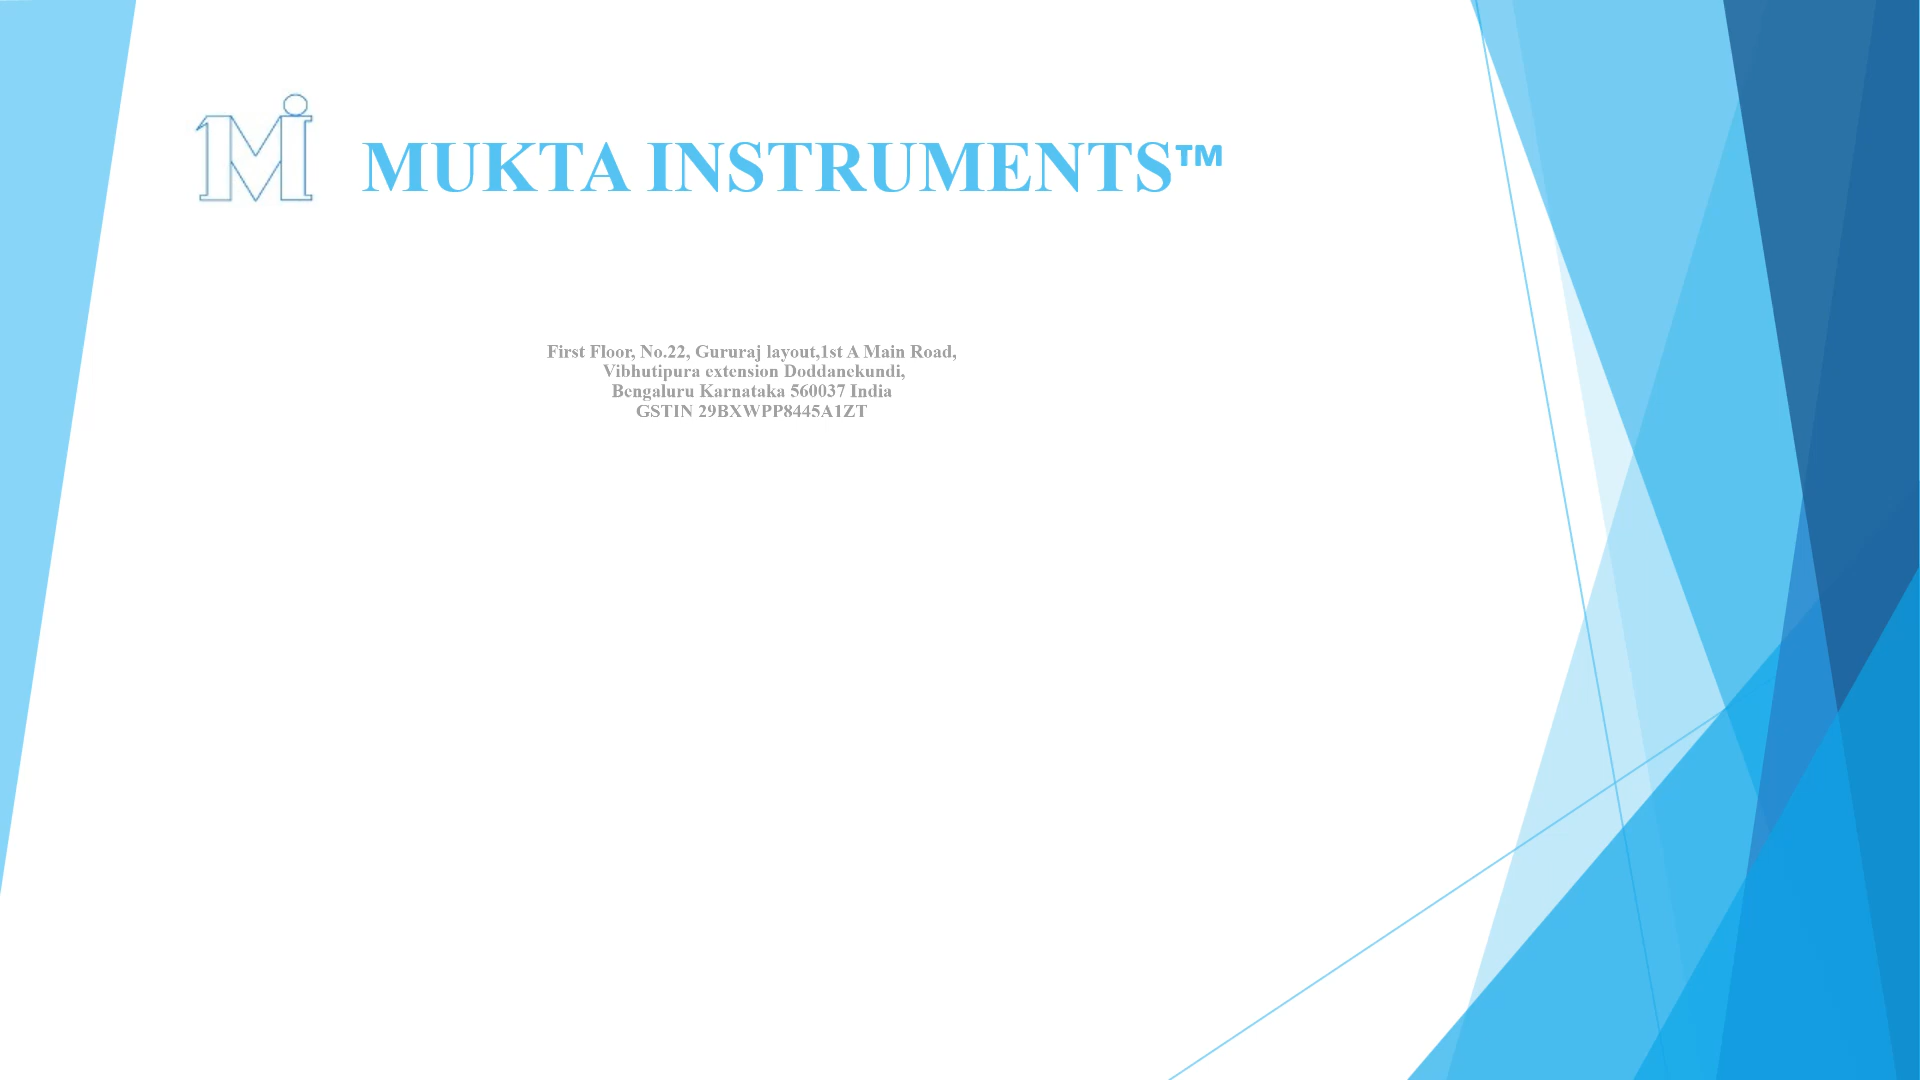 MI
MUKTA INSTRUMENTS™
First Floor, No.22, Gururaj layout,1st A Main Road,
Vibhutipura extension Doddanekundi,
Bengaluru Karnataka 560037 India
GSTIN 29BXWPP8445A1ZT